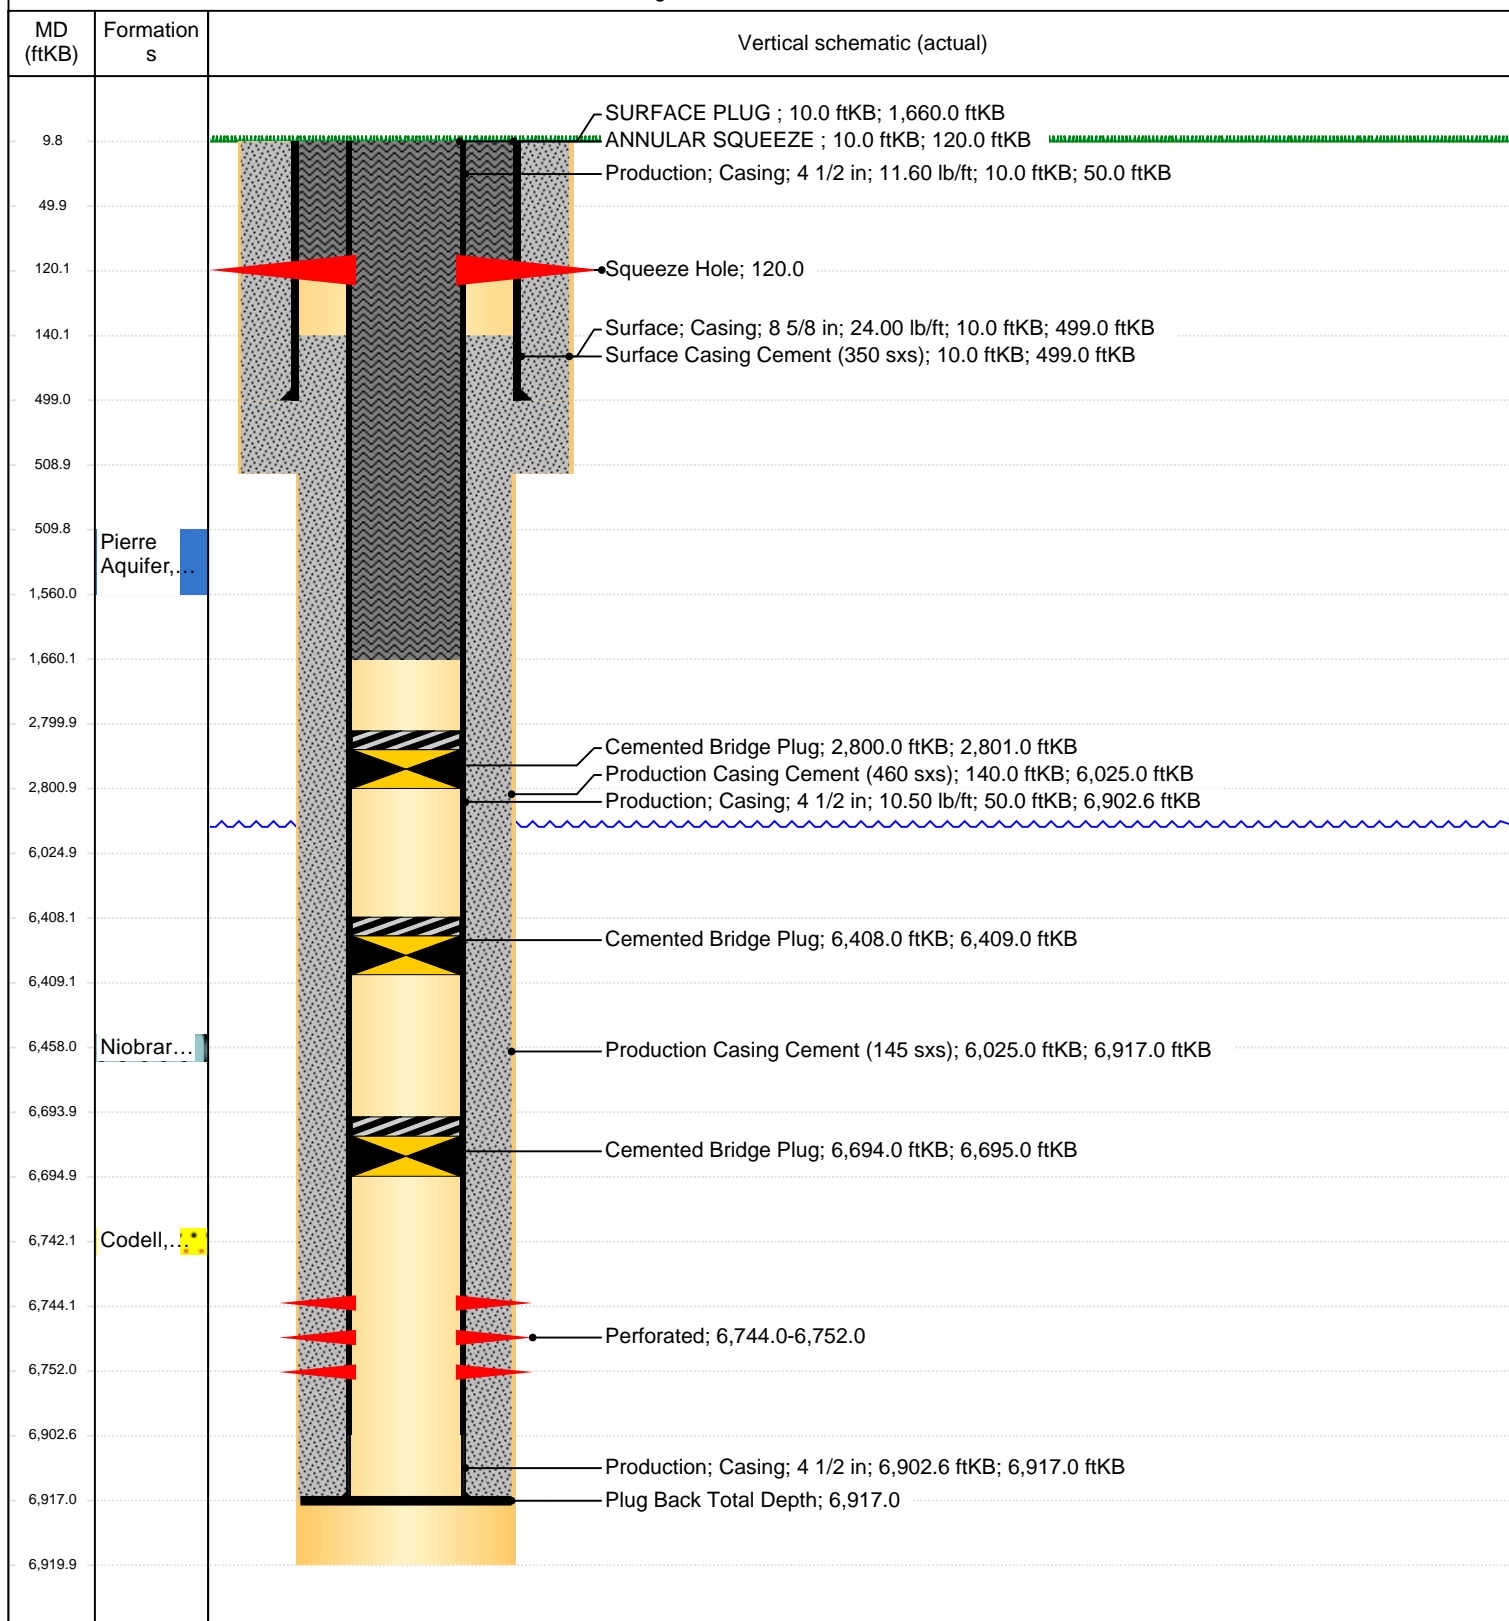 MD
(ftKB)
Formation
s
Vertical schematic (actual)
9.8
49.9
120.1
140.1
499.0
508.9
509.8
1,560.0
1,660.1
2,799.9
2,800.9
6,024.9
6,408.1
6,409.1
6,458.0
6,693.9
6,694.9
6,742.1
6,744.1
6,752.0
6,902.6
6,917.0
6,919.9
Pierre
Aquifer,...
Niobrar...
Codell,...
SURFACE PLUG ; 10.0 ftKB; 1,660.0 ftKB
ANNULAR SQUEEZE ; 10.0 ftKB; 120.0 ftKB
Production; Casing; 4 1/2 in; 11.60 lb/ft; 10.0 ftKB; 50.0 ftKB
Squeeze Hole; 120.0
Surface; Casing; 8 5/8 in; 24.00 lb/ft; 10.0 ftKB; 499.0 ftKB
Surface Casing Cement (350 sxs); 10.0 ftKB; 499.0 ftKB
Cemented Bridge Plug; 2,800.0 ftKB; 2,801.0 ftKB
Production Casing Cement (460 sxs); 140.0 ftKB; 6,025.0 ftKB
Production; Casing; 4 1/2 in; 10.50 lb/ft; 50.0 ftKB; 6,902.6 ftKB
Cemented Bridge Plug; 6,408.0 ftKB; 6,409.0 ftKB
Production Casing Cement (145 sxs); 6,025.0 ftKB; 6,917.0 ftKB
Cemented Bridge Plug; 6,694.0 ftKB; 6,695.0 ftKB
Perforated; 6,744.0-6,752.0
Production; Casing; 4 1/2 in; 6,902.6 ftKB; 6,917.0 ftKB
Plug Back Total Depth; 6,917.0